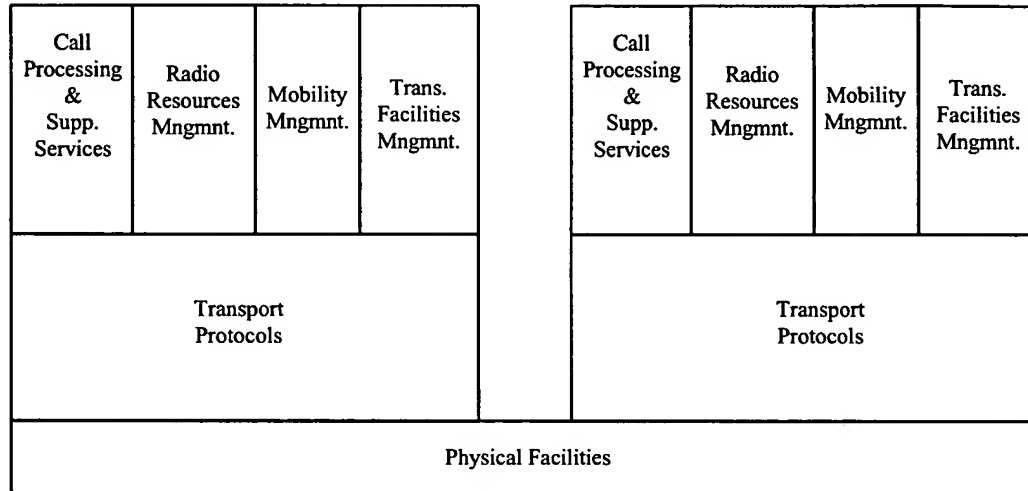 Call
Processing
&
Supp.
Services
Radio
Resources
Mngmnt.
Mobility
Mngmnt.
Trans.
Facilities
Mngmnt.
Call
Processing
&
Supp.
Services
Radio
Resources
Mngmnt.
Mobility
Mngmnt.
Trans.
Facilities
Mngmnt.
Transport
Protocols
Transport
Protocols
Physical Facilities